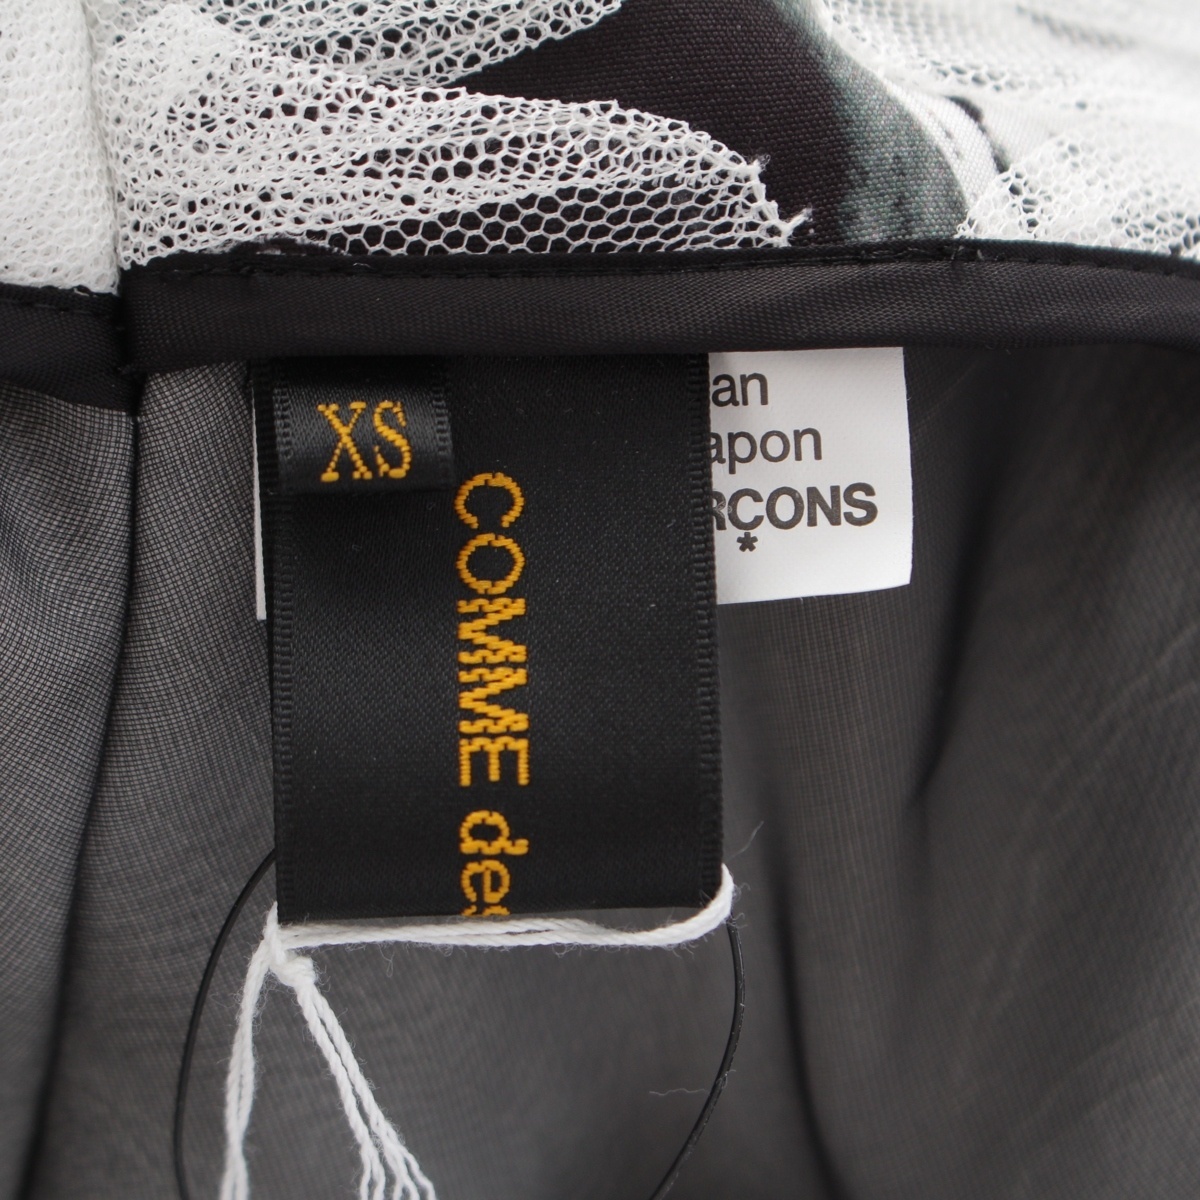 XS
COMME des
an
apon
RÇONS
*